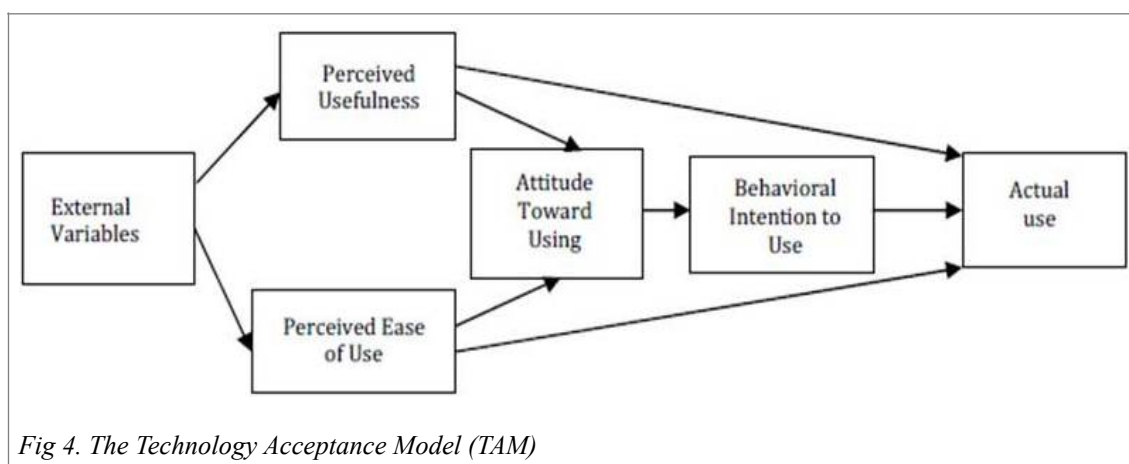 Perceived
Usefulness
External
Variables
Attitude
Toward
Using
Behavioral
Intention to
Use
Actual
use
Perceived Ease
of Use
Fig 4. The Technology Acceptance Model (TAM)